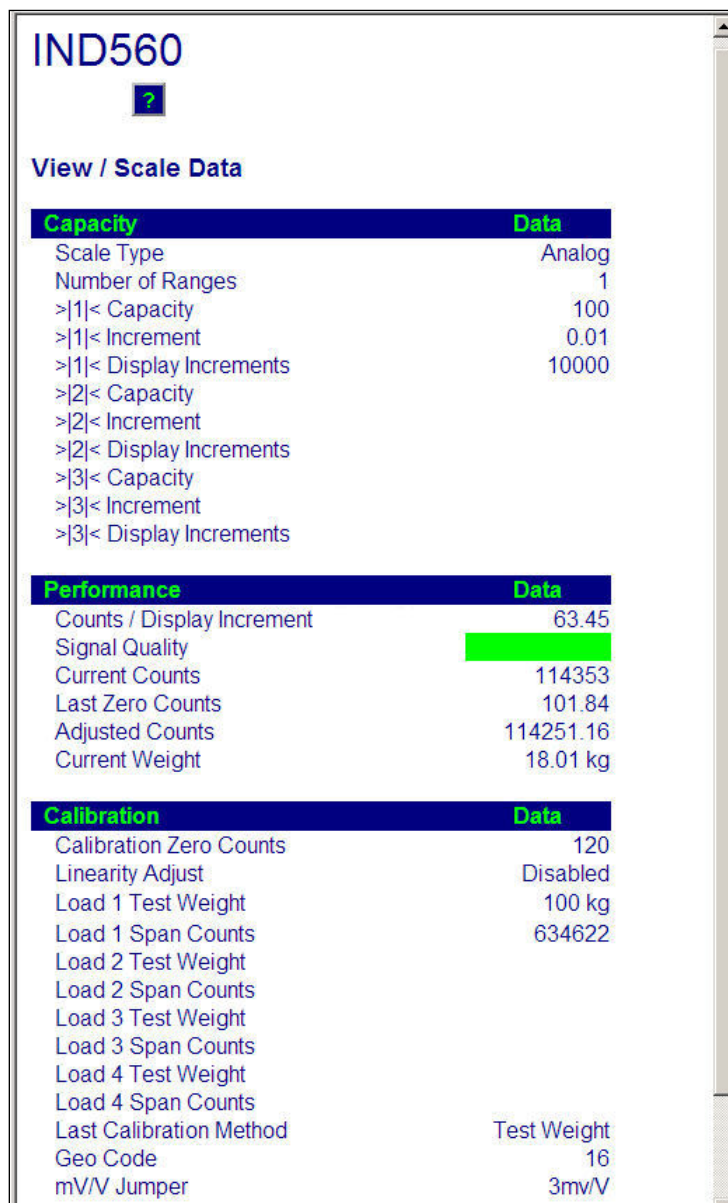 IND560
?
View / Scale Data
Capacity Data
Scale Type Analog
Number of Ranges 1
>|1|< Capacity 100
>|1|< Increment 0.01
>|1|< Display Increments 10000
>|2|< Capacity
>|2|< Increment
>|2|< Display Increments
>|3|< Capacity
>|3|< Increment
>|3|< Display Increments
Performance Data
Counts / Display Increment 63.45
Signal Quality
Current Counts 114353
Last Zero Counts 101.84
Adjusted Counts 114251.16
Current Weight 18.01 kg
Calibration Data
Calibration Zero Counts 120
Linearity Adjust Disabled
Load 1 Test Weight 100 kg
Load 1 Span Counts 634622
Load 2 Test Weight
Load 2 Span Counts
Load 3 Test Weight
Load 3 Span Counts
Load 4 Test Weight
Load 4 Span Counts
Last Calibration Method Test Weight
Geo Code 16
mV/V Jumper 3mv/V